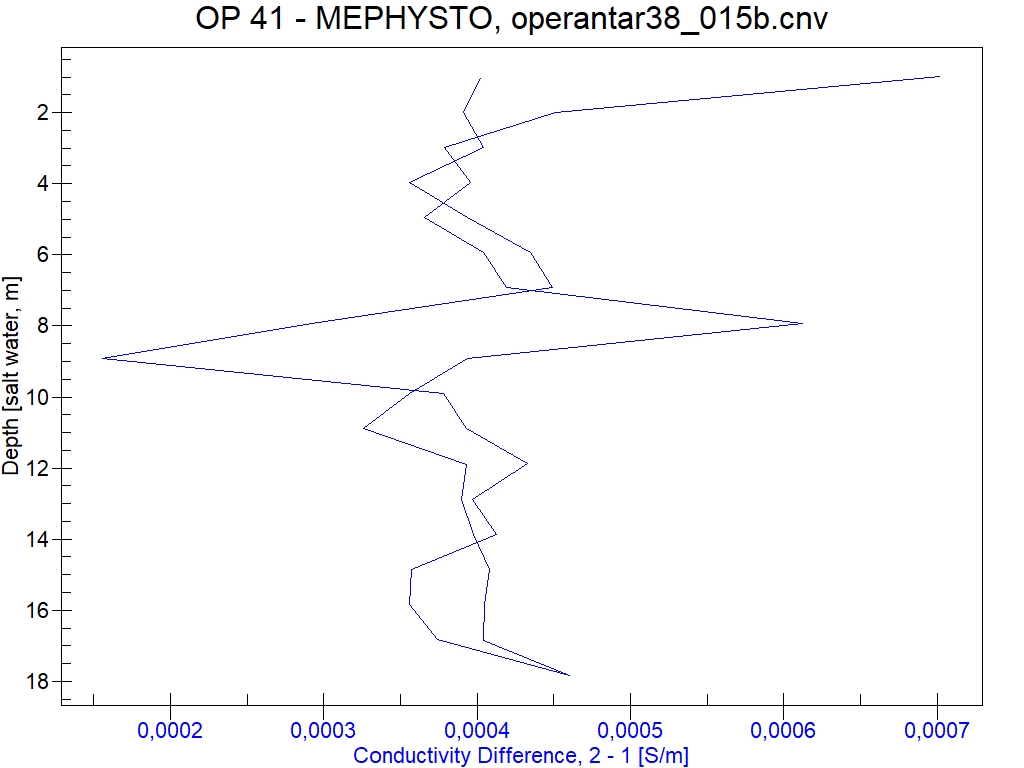 OP 41 - MEPHYSTO, operantar38_015b.cnv
2
4
6
8
10
12
14
16
18
Depth [salt water, m]
0,0002 0,0003 0,0004 0,0005 0,0006 0,0007
Conductivity Difference, 2 - 1 [S/m]